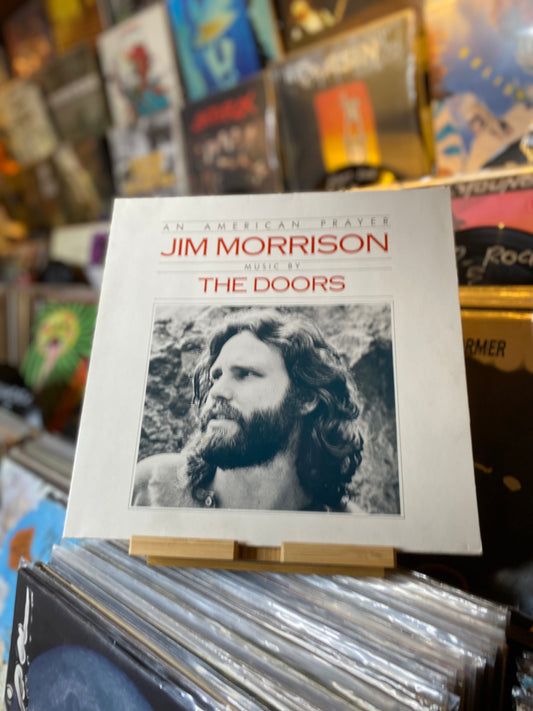 AN AMERICAN PRAYER
JIM MORRISON
MUSIC BY
THE DOORS
RMER